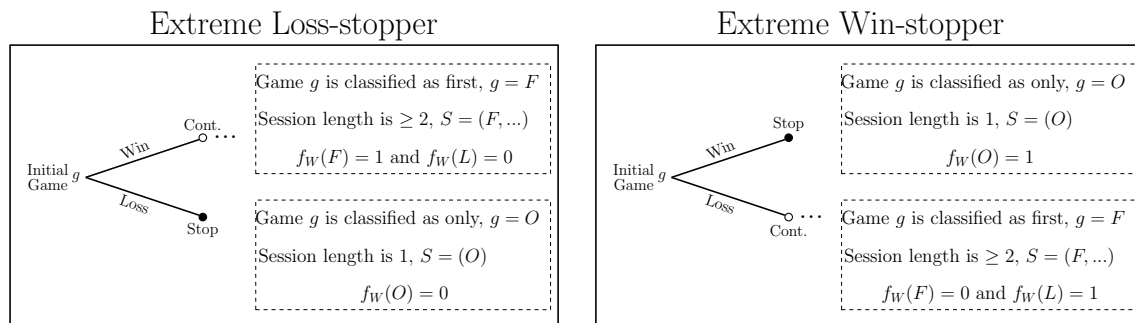 Extreme Loss-stopper
Game g is classified as first, g = F
Session length is ≥ 2, S = (F, ...)
f_W(F) = 1 and f_W(L) = 0
Cont.
...
Win
Initial
Game g
Loss
Stop
Game g is classified as only, g = O
Session length is 1, S = (O)
f_W(O) = 0
Extreme Win-stopper
Game g is classified as only, g = O
Session length is 1, S = (O)
f_W(O) = 1
Stop
Win
Initial
Game g
Loss
...
Cont.
Game g is classified as first, g = F
Session length is ≥ 2, S = (F, ...)
f_W(F) = 0 and f_W(L) = 1